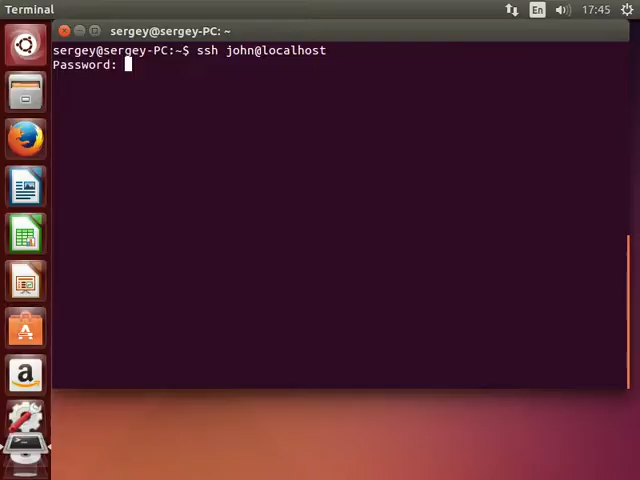 Terminal
En
17:45
sergey@sergey-PC: ~
sergey@sergey-PC:~$ ssh john@localhost
Password: